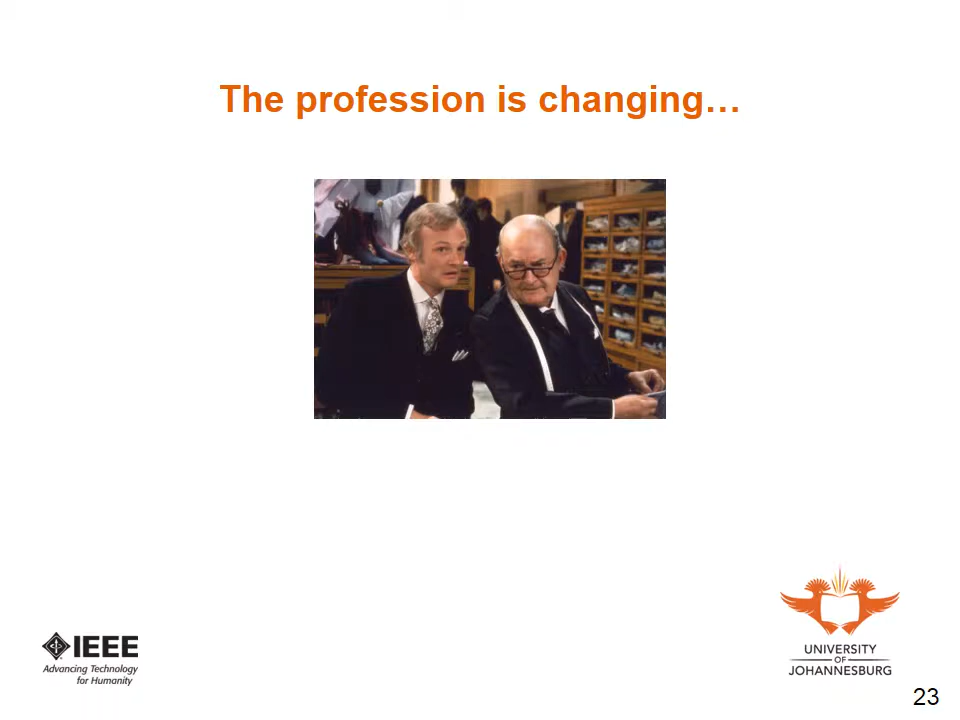 The profession is changing…
IEEE
Advancing Technology
for Humanity
UNIVERSITY
OF
JOHANNESBURG
23